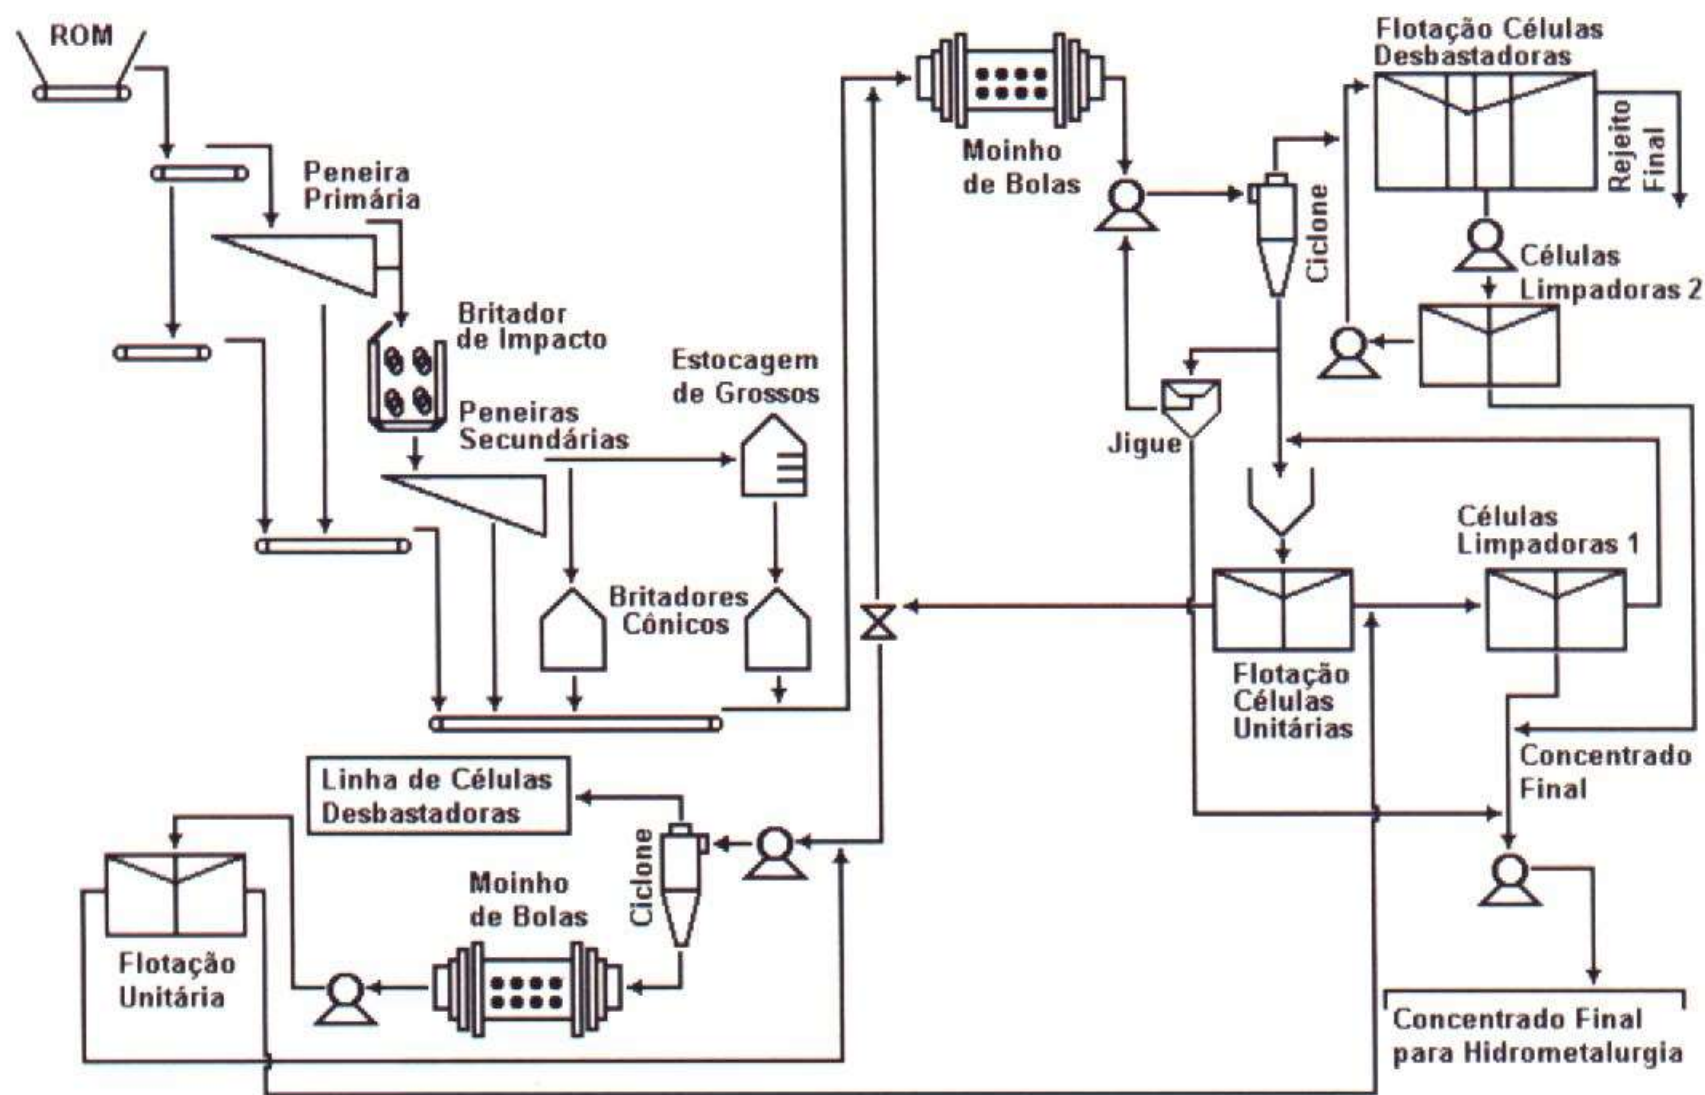 ROM
Peneira
Primária
Britador
de Impacto
Peneiras
Secundárias
Estocagem
de Grossos
Britadores
Cônicos
Moinho
de Bolas
Ciclone
Flotação Células
Desbastadoras
Rejeito
Final
Células
Limpadoras 2
Jigue
Células
Limpadoras 1
Flotação
Células
Unitárias
Concentrado
Final
Linha de Células
Desbastadoras
Ciclone
Moinho
de Bolas
Flotação
Unitária
Concentrado Final
para Hidrometalurgia